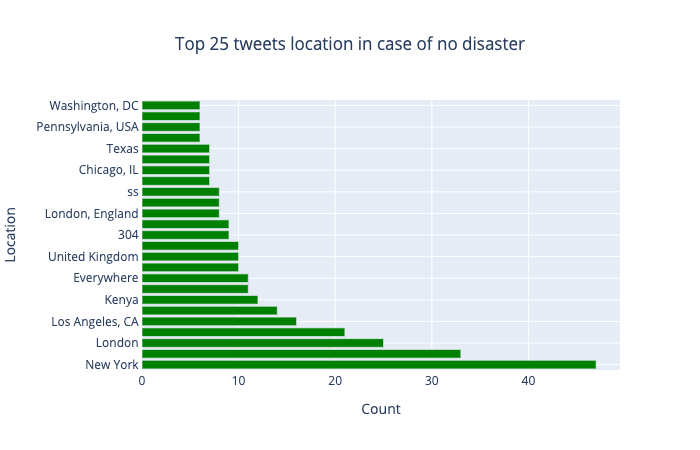 Top 25 tweets location in case of no disaster
Washington, DC
Pennsylvania, USA
Texas
Chicago, IL
ss
London, England
304
United Kingdom
Everywhere
Kenya
Los Angeles, CA
London
New York
0 10 20 30 40
Location
Count